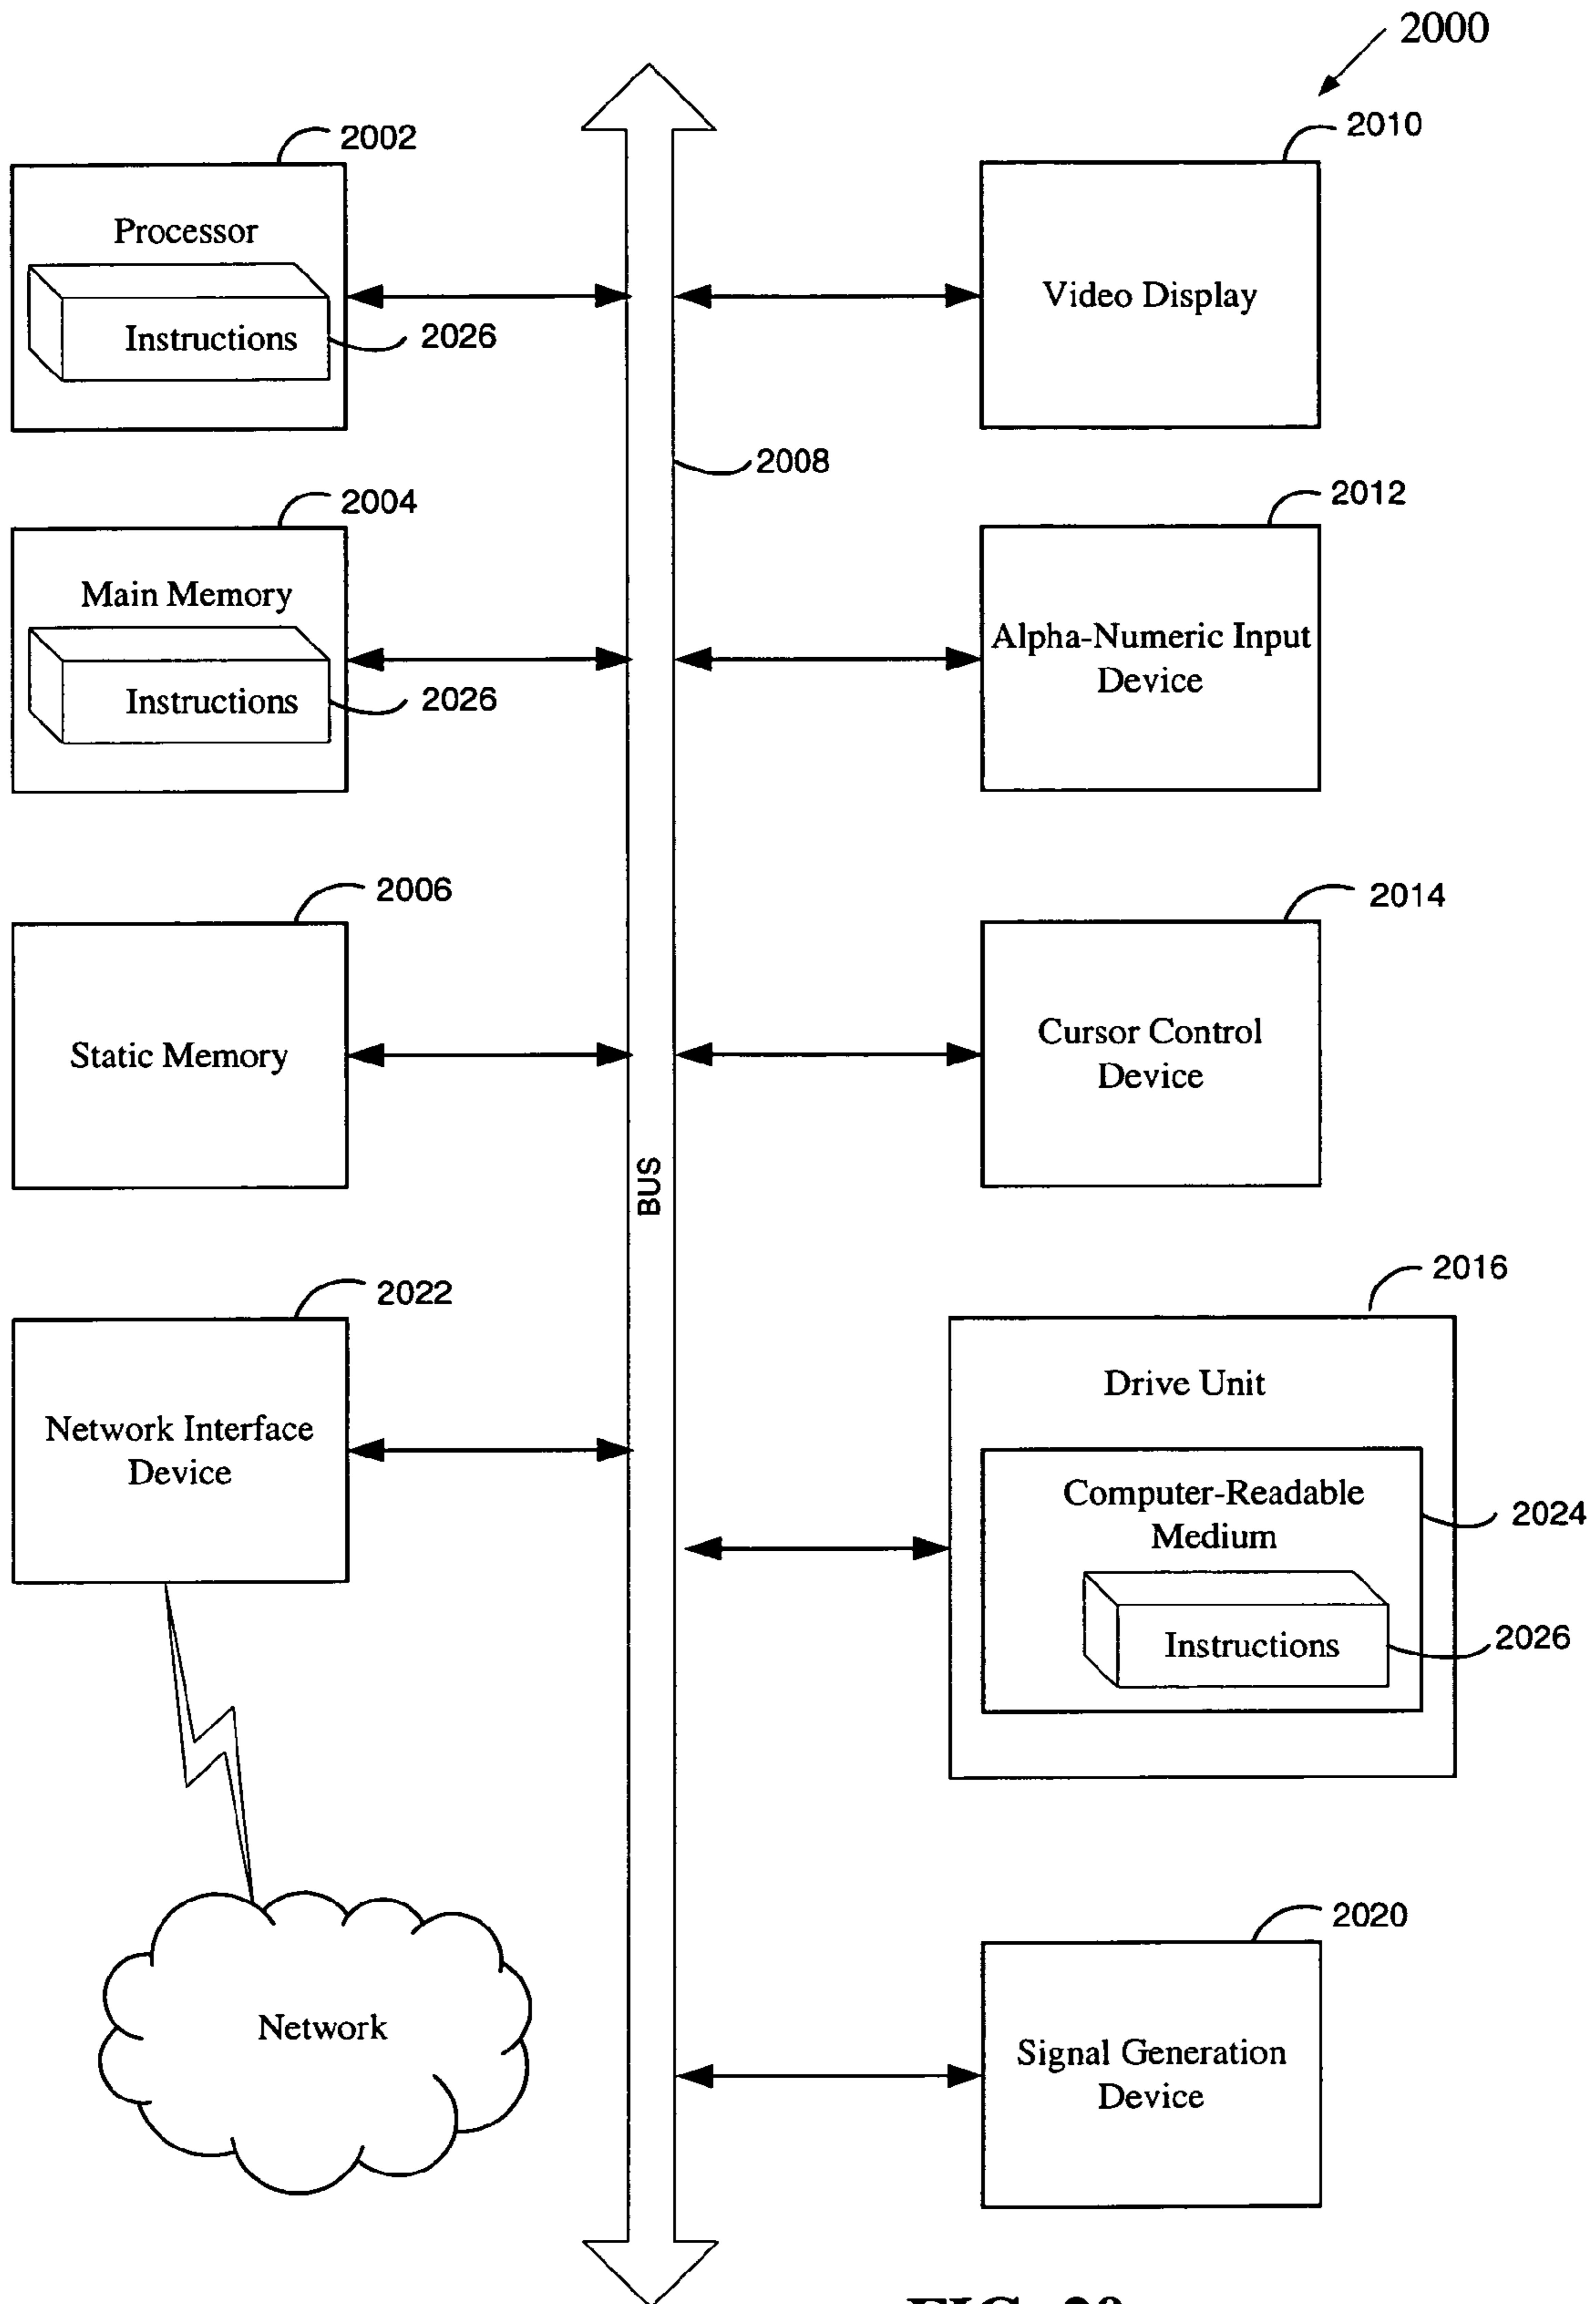 2000
2002
Processor
Instructions
2026
2010
Video Display
2008
2004
Main Memory
Instructions
2026
2012
Alpha-Numeric Input
Device
2006
Static Memory
2014
Cursor Control
Device
BUS
2022
Network Interface
Device
2016
Drive Unit
Computer-Readable
Medium
2024
Instructions
2026
Network
2020
Signal Generation
Device